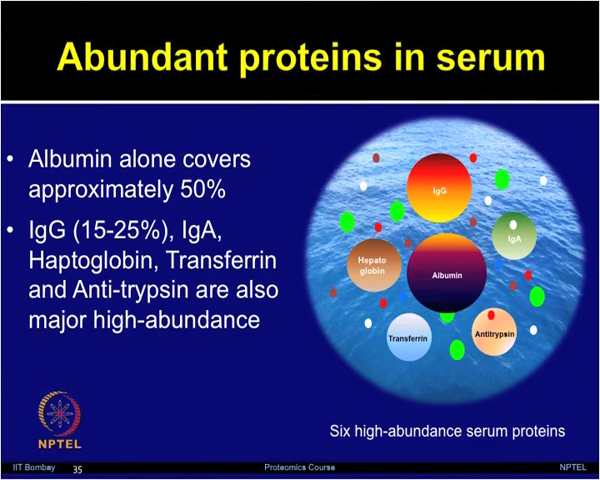 Abundant proteins in serum
• Albumin alone covers
approximately 50%
• IgG (15-25%), IgA,
Haptoglobin, Transferrin
and Anti-trypsin are also
major high-abundance
IgG
IgA
Hepato
globin
Albumin
Transferrin
Antitrypsin
Six high-abundance serum proteins
NPTEL
IIT Bombay
35
Proteomics Course
NPTEL